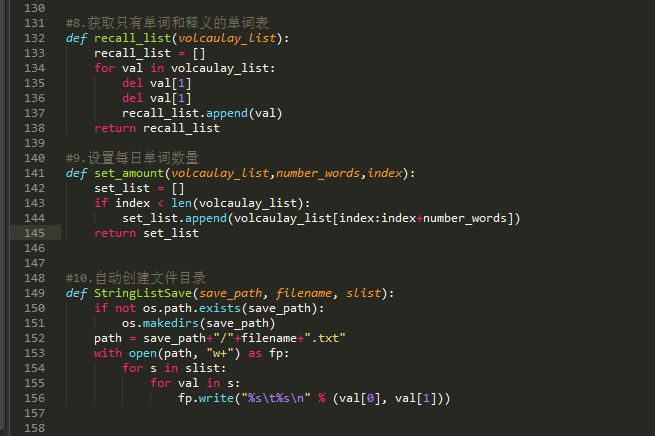 130
131 #8.获取只有单词和释义的单词表
132 def recall_list(volcaulay_list):
133     recall_list = []
134     for val in volcaulay_list:
135         del val[1]
136         del val[1]
137         recall_list.append(val)
138     return recall_list
139
140 #9.设置每日单词数量
141 def set_amount(volcaulay_list,number_words,index):
142     set_list = []
143     if index < len(volcaulay_list):
144         set_list.append(volcaulay_list[index:index+number_words])
145     return set_list
146
147
148 #10.自动创建文件目录
149 def StringListSave(save_path, filename, slist):
150     if not os.path.exists(save_path):
151         os.makedirs(save_path)
152     path = save_path+"/"+filename+".txt"
153     with open(path, "w+") as fp:
154         for s in slist:
155             for val in s:
156                 fp.write("%s\t%s\n" % (val[0], val[1]))
157
158